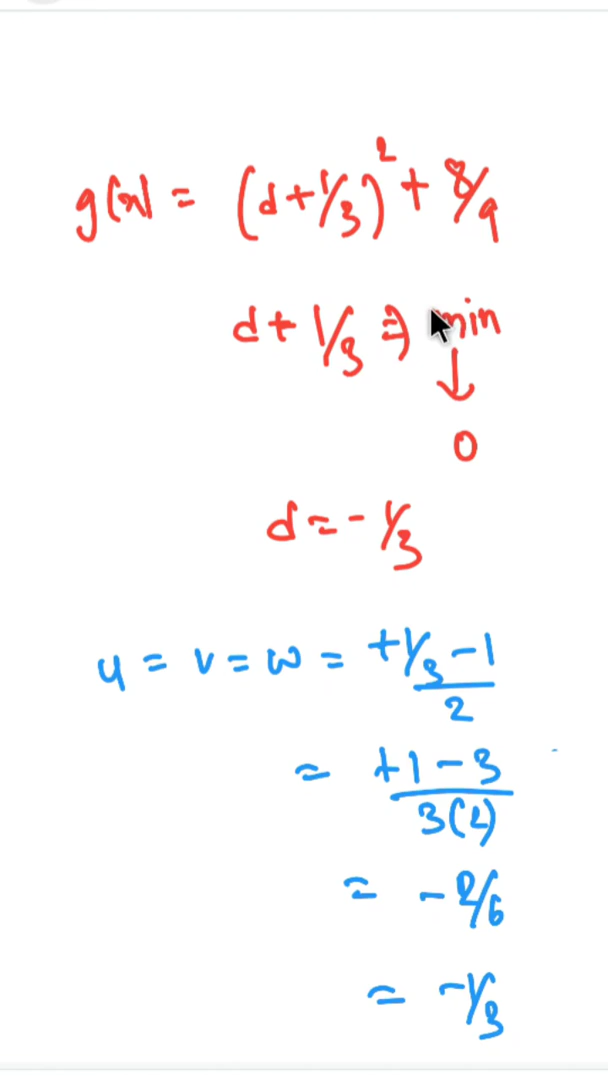 g(x) = (d+1/3)² + 8/9
d + 1/3 ⇒ min
↓
0
d = - 1/3
u = v = w = (+1/3 - 1)/2
= (+1 - 3)/(3(2))
= - 2/6
= - 1/3